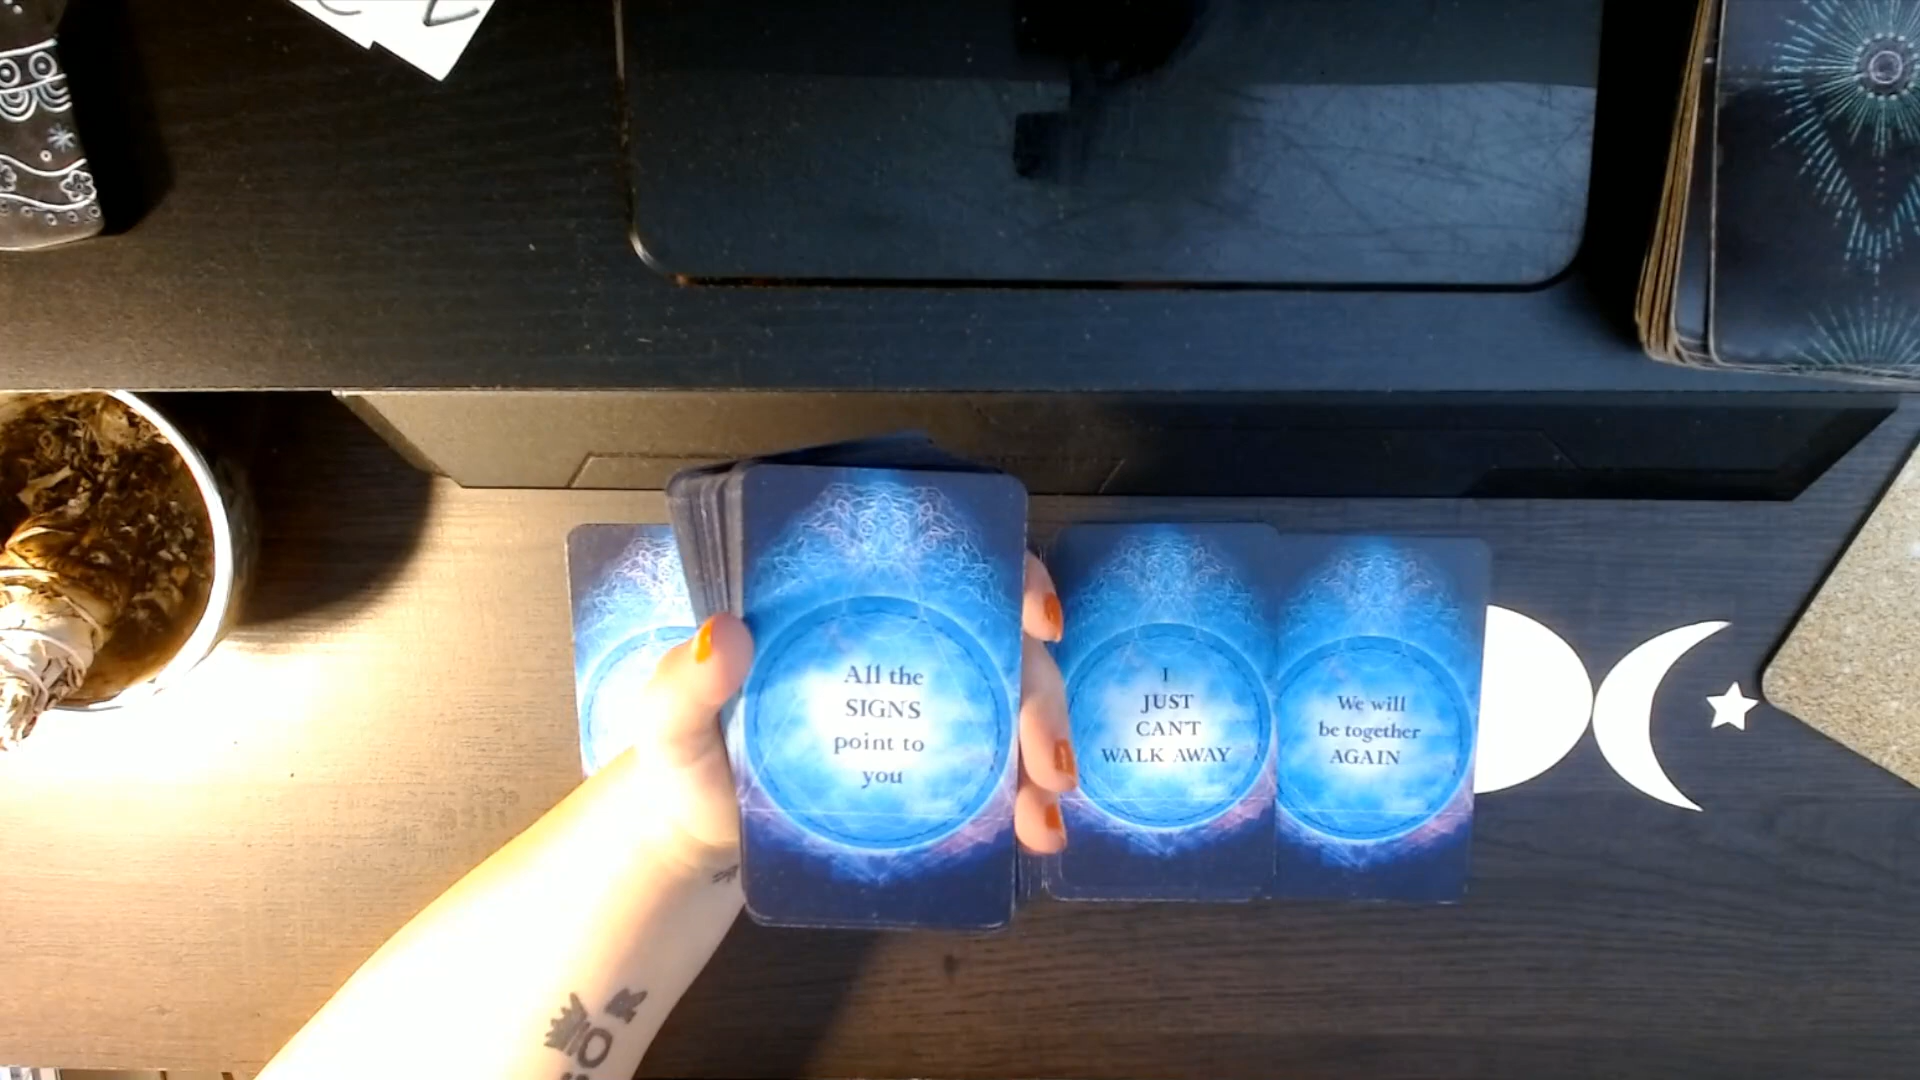 All the
SIGNS
point to
you
I
JUST
CAN'T
WALK AWAY
We will
be together
AGAIN